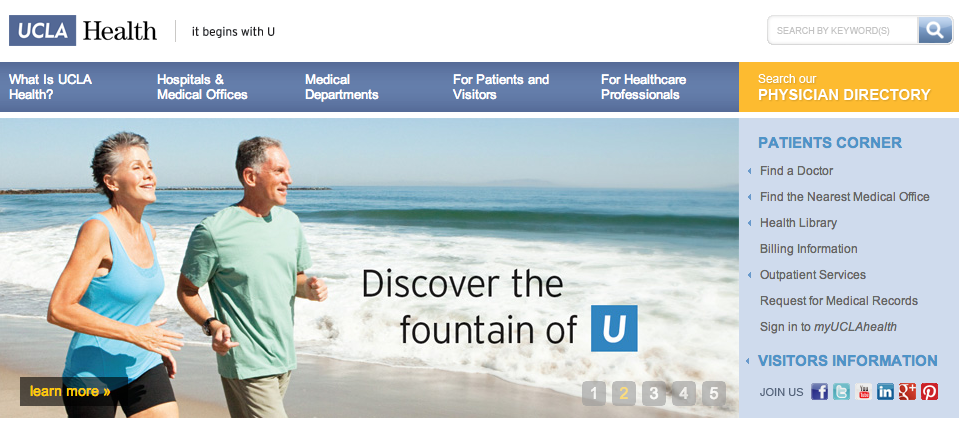 UCLA Health
it begins with U
SEARCH BY KEYWORD(S)
What Is UCLA
Health?
Hospitals &
Medical Offices
Medical
Departments
For Patients and
Visitors
For Healthcare
Professionals
Search our
PHYSICIAN DIRECTORY
Discover the
fountain of U
learn more »
1 2 3 4 5
PATIENTS CORNER
Find a Doctor
Find the Nearest Medical Office
Health Library
Billing Information
Outpatient Services
Request for Medical Records
Sign in to myUCLAhealth
VISITORS INFORMATION
JOIN US f t You Tube in g+ P